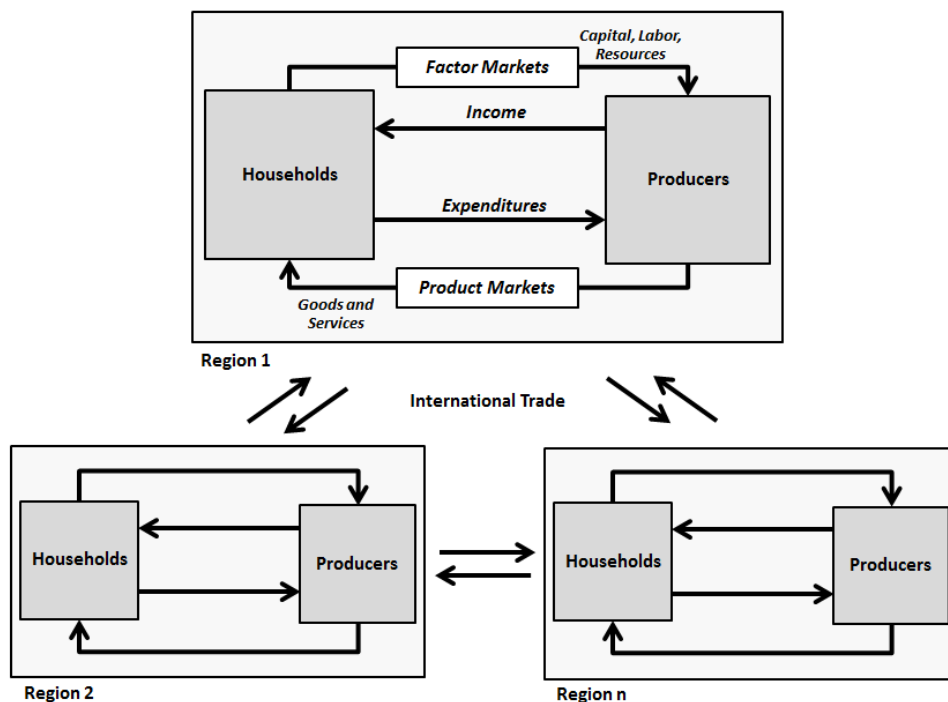 Capital, Labor,
Resources
Factor Markets
Income
Households
Producers
Expenditures
Product Markets
Goods and
Services
Region 1
International Trade
Households
Producers
Households
Producers
Region 2
Region n